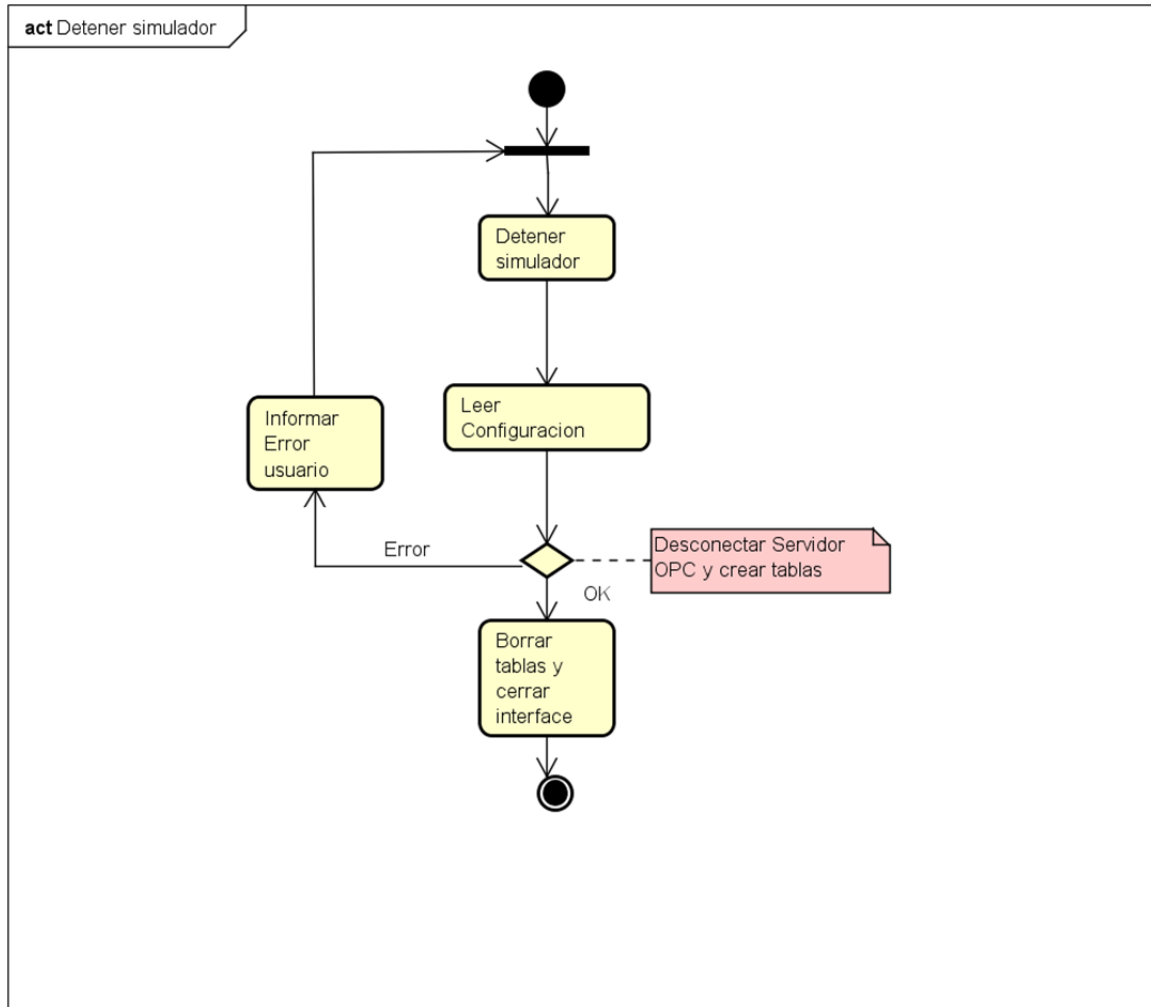 act Detener simulador
Detener
simulador
Leer
Configuracion
Informar
Error
usuario
Error
Desconectar Servidor
OPC y crear tablas
OK
Borrar
tablas y
cerrar
interface